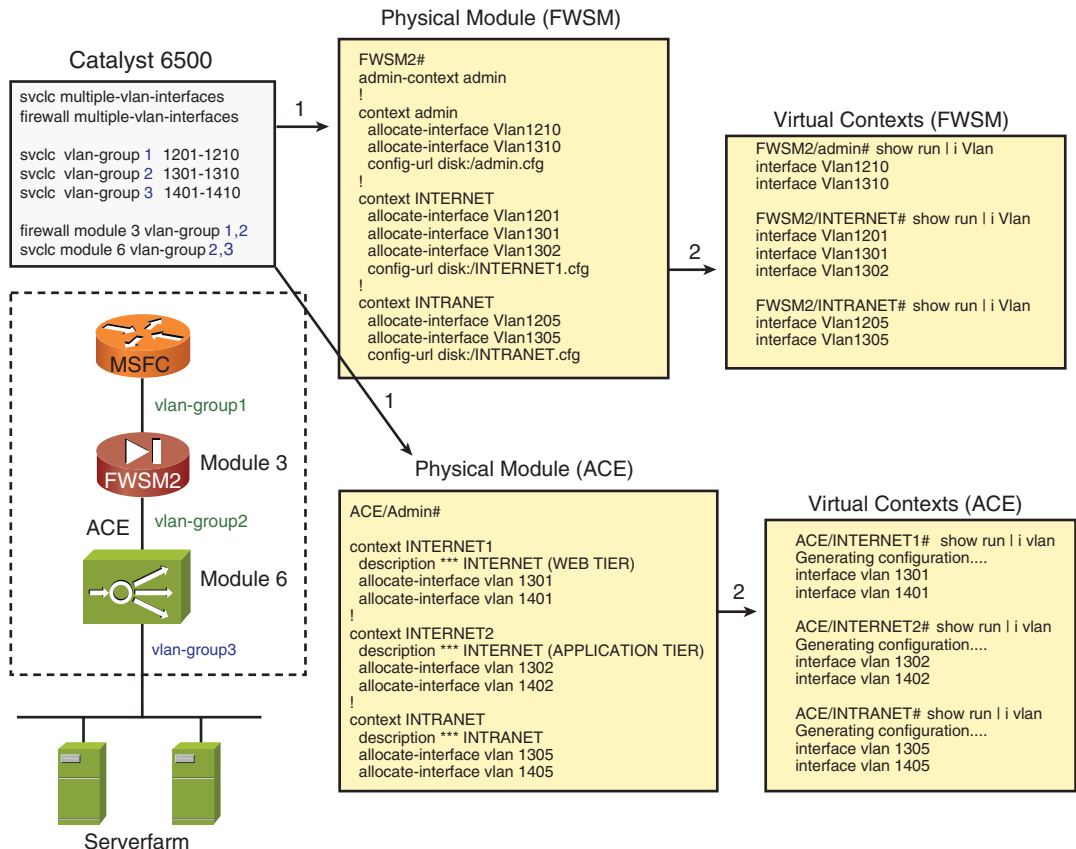 Physical Module (FWSM)
Catalyst 6500
svclc multiple-vlan-interfaces
firewall multiple-vlan-interfaces
svclc vlan-group 1 1201-1210
svclc vlan-group 2 1301-1310
svclc vlan-group 3 1401-1410
firewall module 3 vlan-group 1,2
svclc module 6 vlan-group 2,3
1
FWSM2#
admin-context admin
!
context admin
allocate-interface Vlan1210
allocate-interface Vlan1310
config-url disk:/admin.cfg
!
context INTERNET
allocate-interface Vlan1201
allocate-interface Vlan1301
allocate-interface Vlan1302
config-url disk:/INTERNET1.cfg
!
context INTRANET
allocate-interface Vlan1205
allocate-interface Vlan1305
config-url disk:/INTRANET.cfg
2
Virtual Contexts (FWSM)
FWSM2/admin# show run | i Vlan
interface Vlan1210
interface Vlan1310
FWSM2/INTERNET# show run | i Vlan
interface Vlan1201
interface Vlan1301
interface Vlan1302
FWSM2/INTRANET# show run | i Vlan
interface Vlan1205
interface Vlan1305
MSFC
vlan-group1
FWSM2
Module 3
ACE
vlan-group2
Module 6
vlan-group3
Serverfarm
1
Physical Module (ACE)
ACE/Admin#
context INTERNET1
description *** INTERNET (WEB TIER)
allocate-interface vlan 1301
allocate-interface vlan 1401
!
context INTERNET2
description *** INTERNET (APPLICATION TIER)
allocate-interface vlan 1302
allocate-interface vlan 1402
!
context INTRANET
description *** INTRANET
allocate-interface vlan 1305
allocate-interface vlan 1405
2
Virtual Contexts (ACE)
ACE/INTERNET1# show run | i vlan
Generating configuration....
interface vlan 1301
interface vlan 1401
ACE/INTERNET2# show run | i vlan
Generating configuration....
interface vlan 1302
interface vlan 1402
ACE/INTRANET# show run | i vlan
Generating configuration....
interface vlan 1305
interface vlan 1405